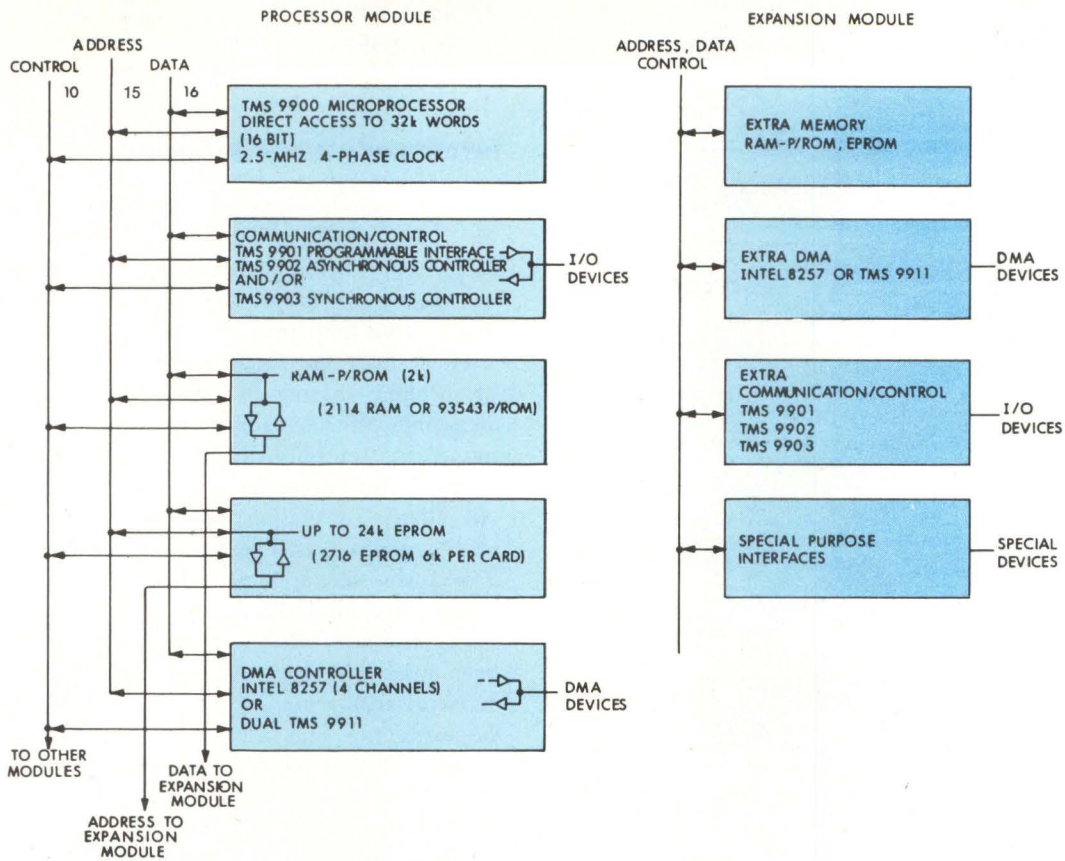 PROCESSOR MODULE
EXPANSION MODULE
ADDRESS
CONTROL
DATA
10
15
16
TMS 9900 MICROPROCESSOR
DIRECT ACCESS TO 32k WORDS
(16 BIT)
2.5-MHZ 4-PHASE CLOCK
COMMUNICATION/CONTROL
TMS 9901 PROGRAMMABLE INTERFACE
TMS 9902 ASYNCHRONOUS CONTROLLER
AND/OR
TMS 9903 SYNCHRONOUS CONTROLLER
I/O
DEVICES
RAM-P/ROM (2k)
(2114 RAM OR 93543 P/ROM)
UP TO 24k EPROM
(2716 EPROM 6k PER CARD)
DMA CONTROLLER
INTEL 8257 (4 CHANNELS)
OR
DUAL TMS 9911
DMA
DEVICES
TO OTHER
MODULES
DATA TO
EXPANSION
MODULE
ADDRESS TO
EXPANSION
MODULE
ADDRESS, DATA
CONTROL
EXTRA MEMORY
RAM-P/ROM, EPROM
EXTRA DMA
INTEL 8257 OR TMS 9911
DMA
DEVICES
EXTRA
COMMUNICATION/CONTROL
TMS 9901
TMS 9902
TMS 9903
I/O
DEVICES
SPECIAL PURPOSE
INTERFACES
SPECIAL
DEVICES